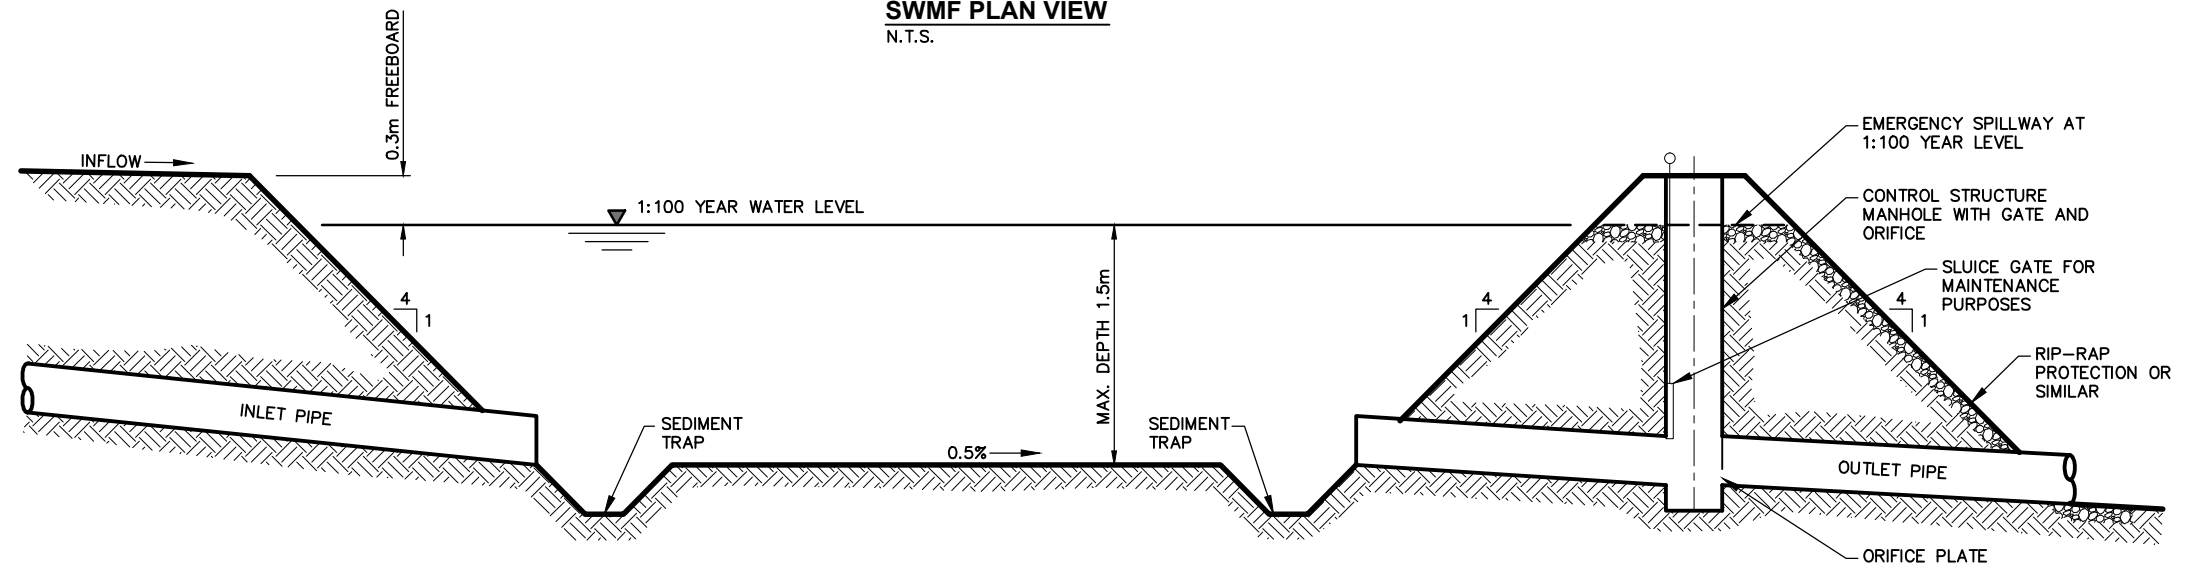 SWMF PLAN VIEW
N.T.S.
0.3m FREEBOARD
INFLOW
1:100 YEAR WATER LEVEL
EMERGENCY SPILLWAY AT
1:100 YEAR LEVEL
CONTROL STRUCTURE
MANHOLE WITH GATE AND
ORIFICE
SLUICE GATE FOR
MAINTENANCE
PURPOSES
4
1
MAX. DEPTH 1.5m
4
1
4
1
RIP-RAP
PROTECTION OR
SIMILAR
INLET PIPE
SEDIMENT
TRAP
0.5%
SEDIMENT
TRAP
OUTLET PIPE
ORIFICE PLATE